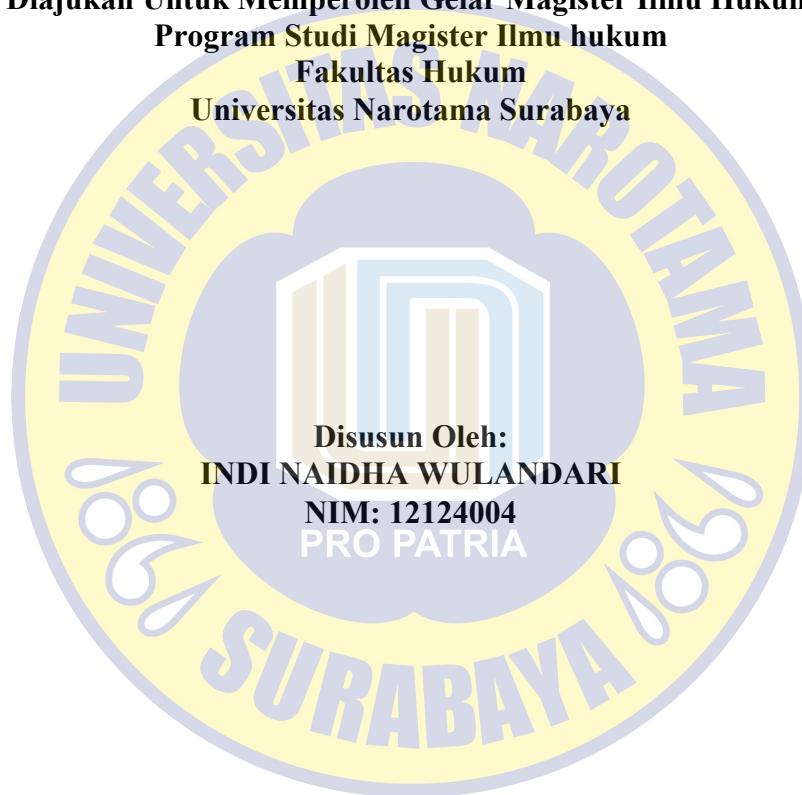 Diajukan Untuk Memperoleh Gelar Magister Ilmu Hukum
Program Studi Magister Ilmu hukum
Fakultas Hukum
Universitas Narotama Surabaya
UNIVERSITAS NAROTAMA
Disusun Oleh:
INDI NAIDHA WULANDARI
NIM: 12124004
PRO PATRIA
SURABAYA